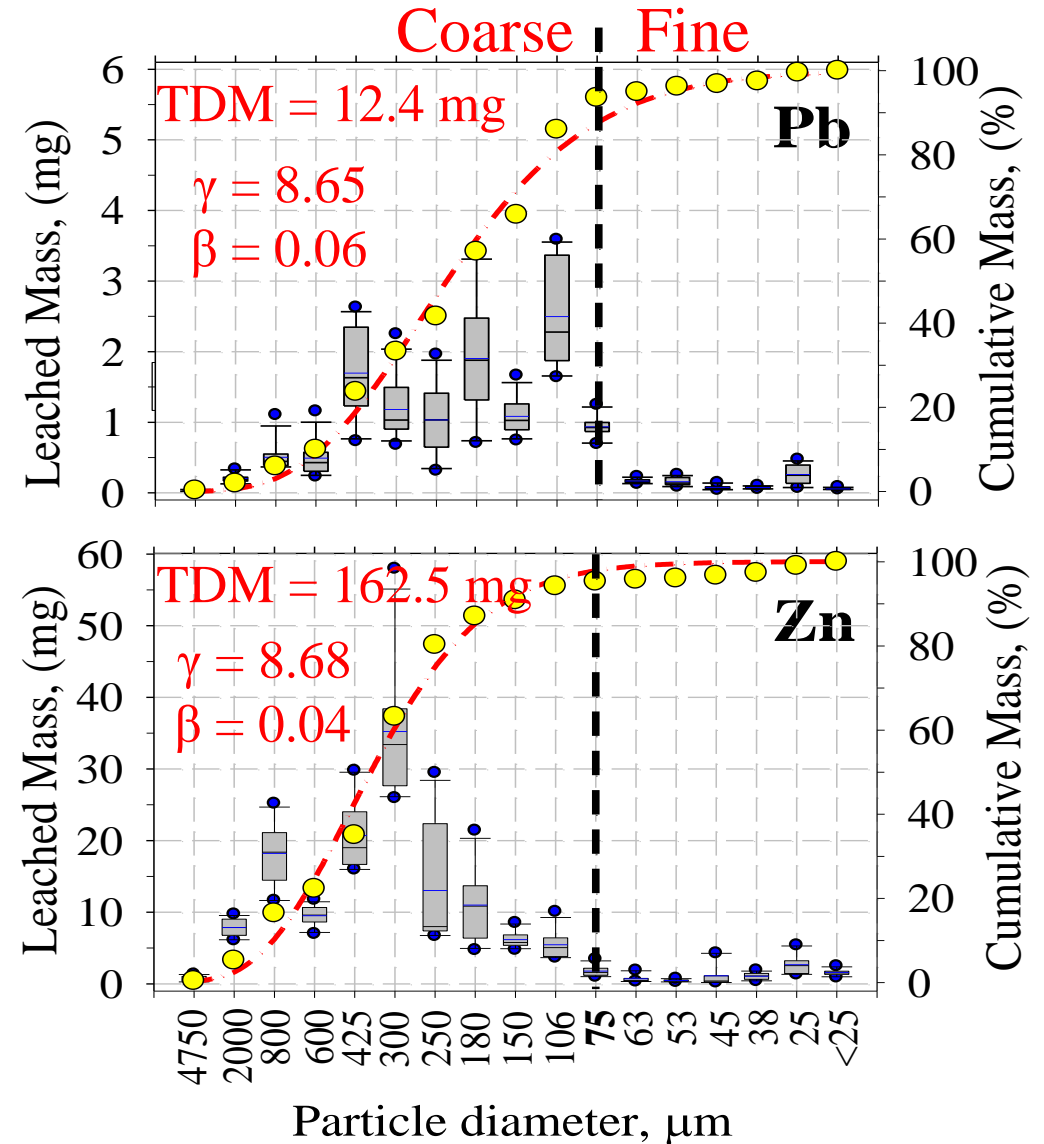 Coarse Fine
TDM = 12.4 mg
γ = 8.65
β = 0.06
Pb
Leached Mass, (mg)
6
5
4
3
2
1
0
Cumulative Mass, (%)
100
80
60
40
20
0
TDM = 162.5 mg
γ = 8.68
β = 0.04
Zn
Leached Mass, (mg)
60
50
40
30
20
10
0
Cumulative Mass, (%)
100
80
60
40
20
0
4750 2000 800 600 425 300 250 180 150 106 75 63 53 45 38 25 <25
Particle diameter, μm